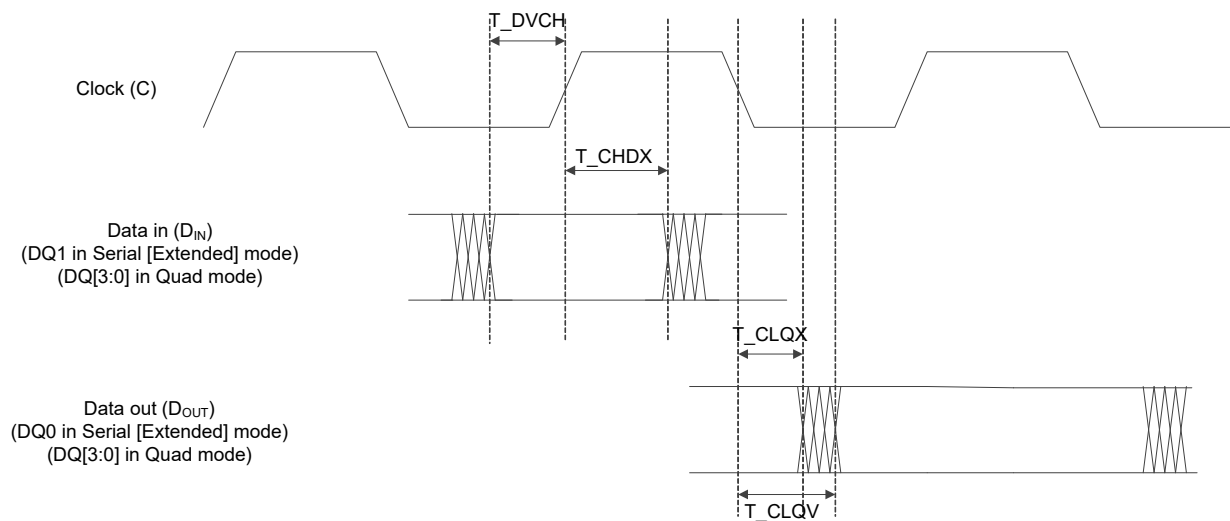 T_DVCH
Clock (C)
T_CHDX
Data in (DIN)
(DQ1 in Serial [Extended] mode)
(DQ[3:0] in Quad mode)
T_CLQX
Data out (DOUT)
(DQ0 in Serial [Extended] mode)
(DQ[3:0] in Quad mode)
T_CLQV